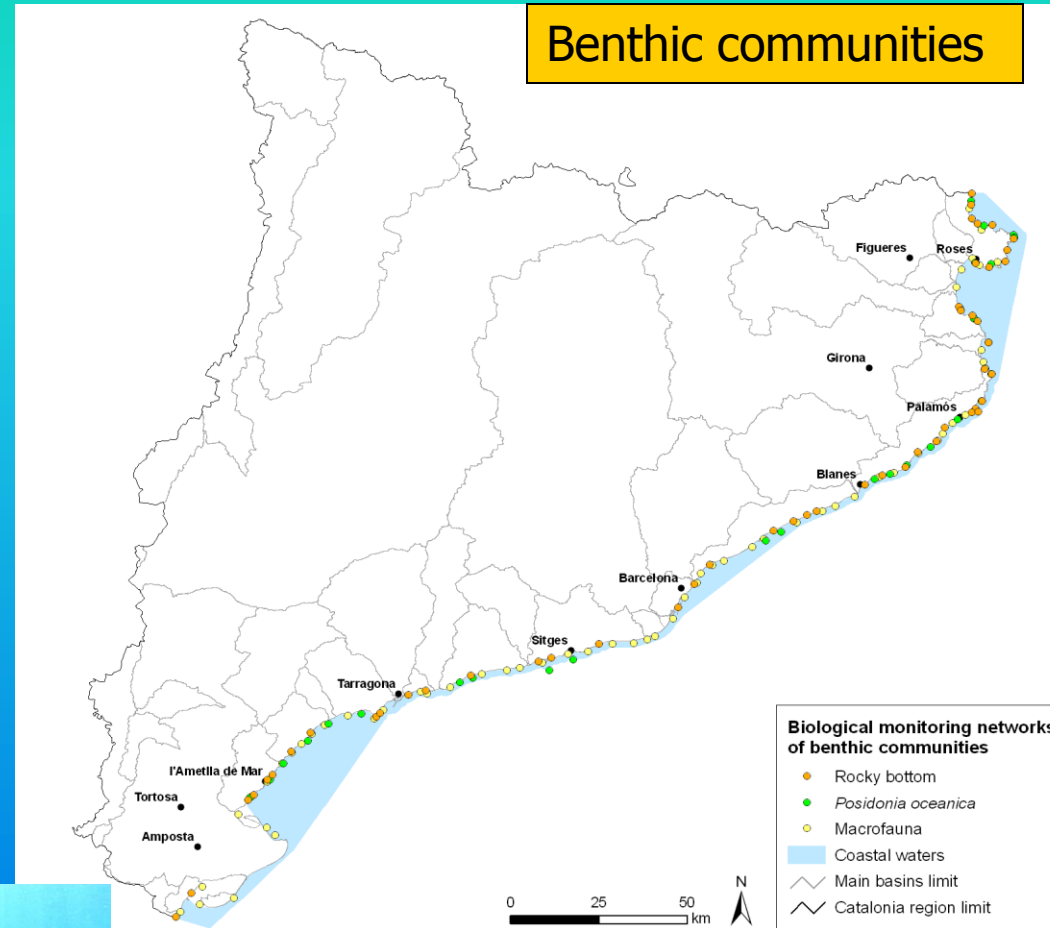 Benthic communities
Figueres
Roses
Girona
Palamós
Blanes
Barcelona
Sitges
Tarragona
l'Ametlla de Mar
Tortosa
Amposta
Biological monitoring networks
of benthic communities
Rocky bottom
Posidonia oceanica
Macrofauna
Coastal waters
Main basins limit
Catalonia region limit
N
0 25 50
km